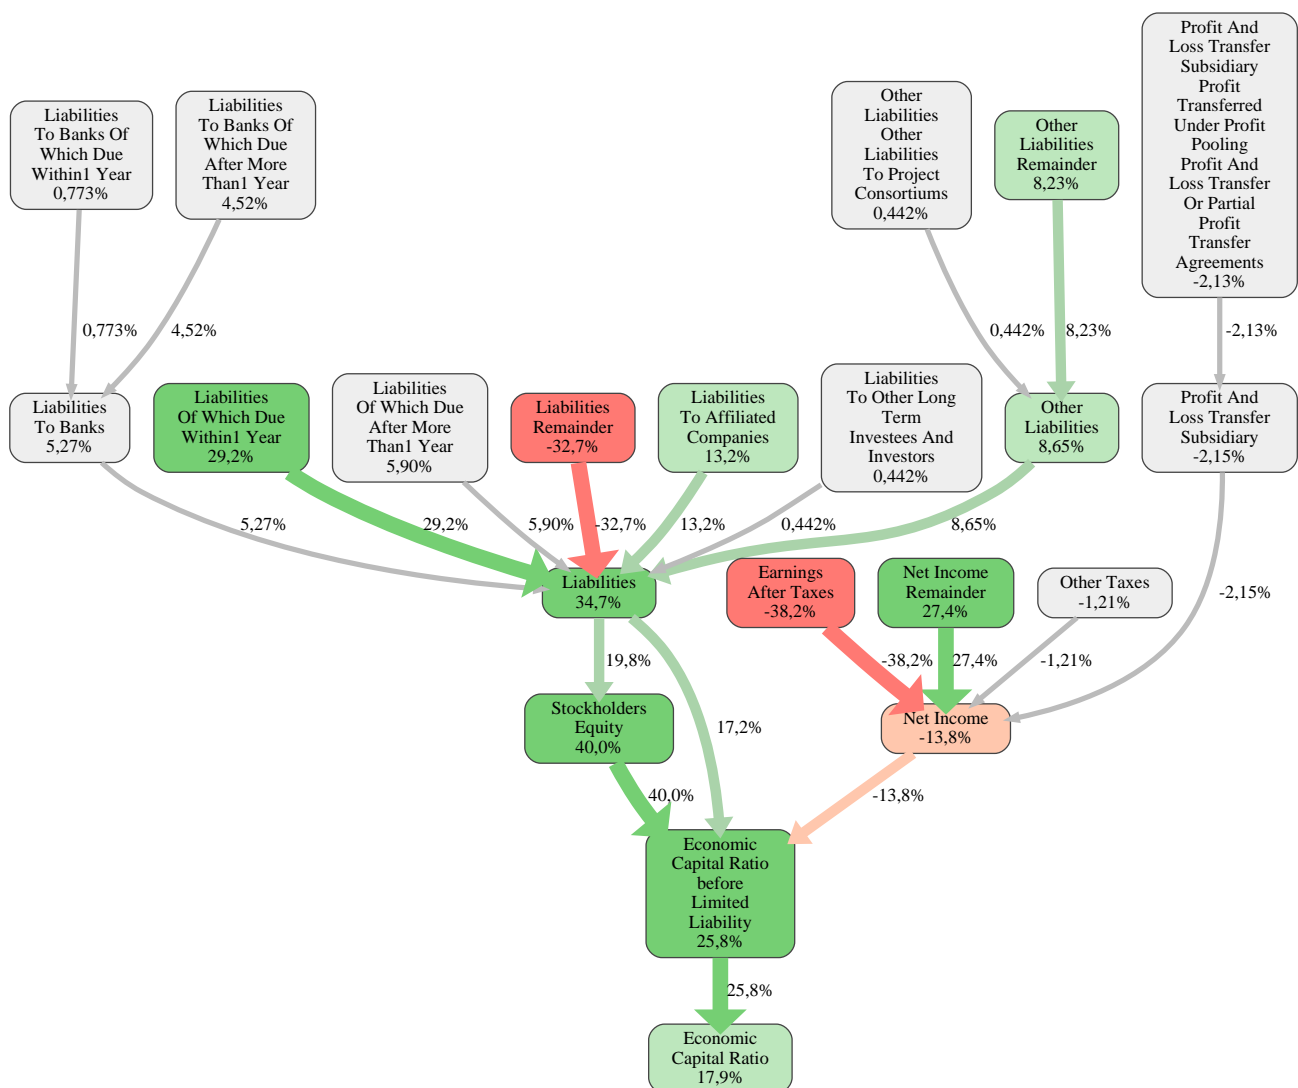 Profit And
Loss Transfer
Subsidiary
Profit
Transferred
Under Profit
Pooling
Profit And
Loss Transfer
Or Partial
Profit
Transfer
Agreements
-2,13%
Other
Liabilities
Other
Liabilities
To Project
Consortiums
0,442%
Liabilities
To Banks Of
Which Due
After More
Than1 Year
4,52%
Liabilities
To Banks Of
Which Due
Within1 Year
0,773%
Other
Liabilities
Remainder
8,23%
0,773%
4,52%
0,442%
8,23%
-2,13%
Liabilities
To Banks
5,27%
Liabilities
Of Which Due
Within1 Year
29,2%
Liabilities
Of Which Due
After More
Than1 Year
5,90%
Liabilities
Remainder
-32,7%
Liabilities
To Affiliated
Companies
13,2%
Liabilities
To Other Long
Term
Investees And
Investors
0,442%
Other
Liabilities
8,65%
Profit And
Loss Transfer
Subsidiary
-2,15%
5,27%
29,2%
5,90%
-32,7%
13,2%
0,442%
8,65%
-2,15%
Liabilities
34,7%
Earnings
After Taxes
-38,2%
Net Income
Remainder
27,4%
Other Taxes
-1,21%
19,8%
-38,2%
27,4%
-1,21%
Stockholders
Equity
40,0%
17,2%
Net Income
-13,8%
40,0%
-13,8%
Economic
Capital Ratio
before
Limited
Liability
25,8%
25,8%
Economic
Capital Ratio
17,9%